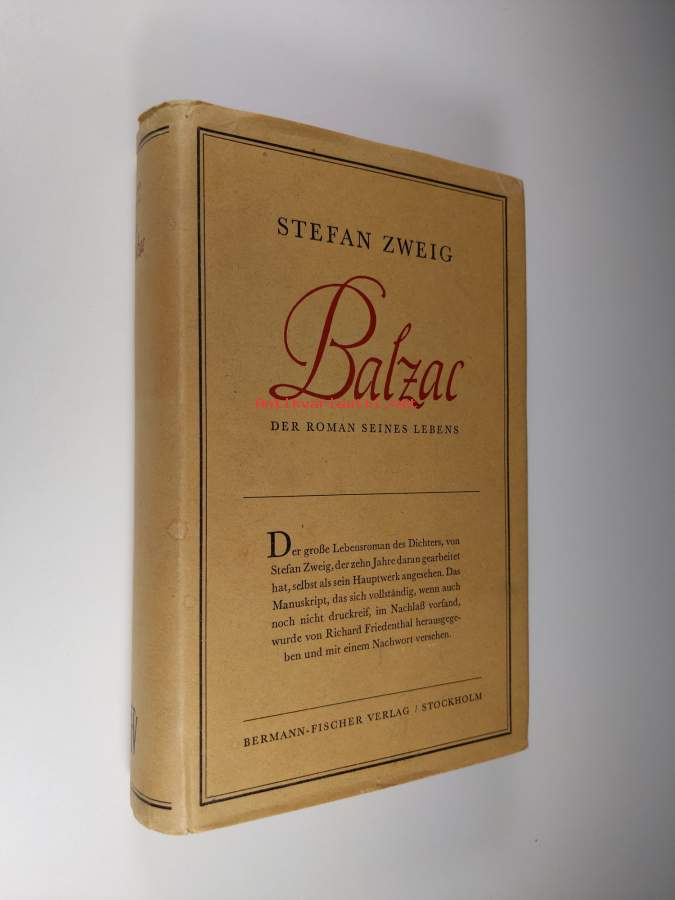 STEFAN ZWEIG
Balzac
DER ROMAN SEINES LEBENS
Der große Lebensroman des Dichters, von
Stefan Zweig, der zehn Jahre daran gearbeitet
hat, selbst als sein Hauptwerk angesehen. Das
Manuskript, das sich vollständig, wenn auch
noch nicht druckreif, im Nachlaß vorfand,
wurde von Richard Friedenthal herausgege-
ben und mit einem Nachwort versehen.
BERMANN-FISCHER VERLAG / STOCKHOLM